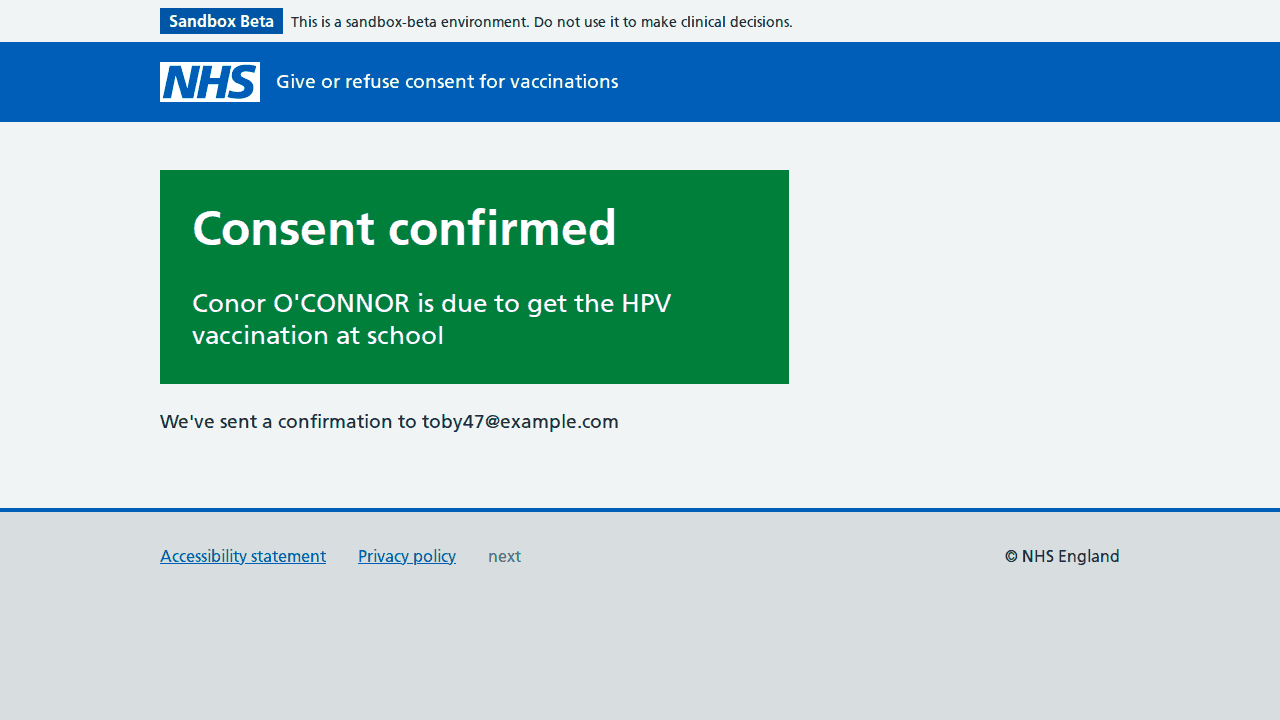 Sandbox Beta This is a sandbox-beta environment. Do not use it to make clinical decisions.
NHS Give or refuse consent for vaccinations
Consent confirmed
Conor O'CONNOR is due to get the HPV
vaccination at school
We've sent a confirmation to toby47@example.com
Accessibility statement Privacy policy next © NHS England